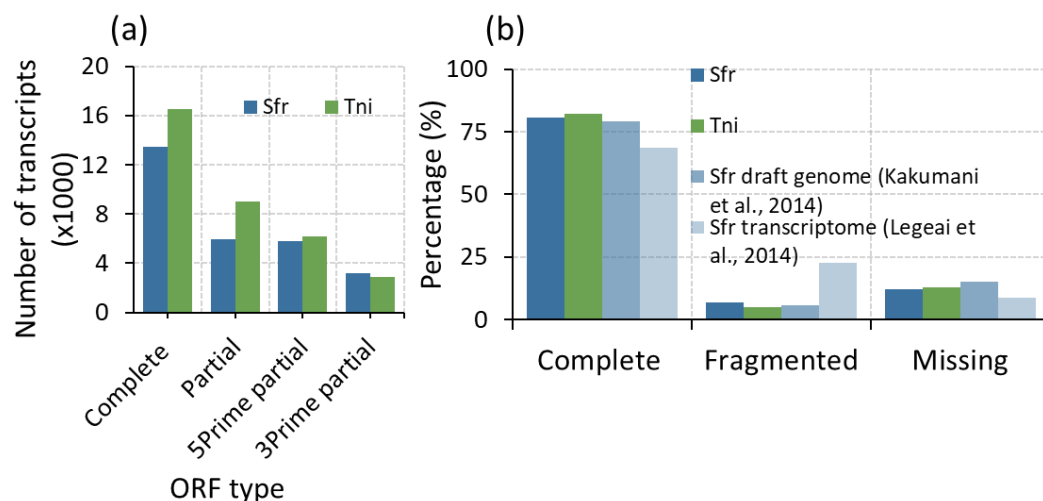 (a)
Number of transcripts
(x1000)
20
16
12
8
4
0
Sfr
Tni
Complete
Partial
5Prime partial
3Prime partial
ORF type
(b)
Percentage (%)
100
75
50
25
0
Sfr
Tni
Sfr draft genome (Kakumani
et al., 2014)
Sfr transcriptome (Legeai et
al., 2014)
Complete
Fragmented
Missing